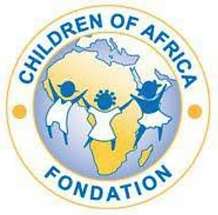 CHILDREN OF AFRICA
FONDATION